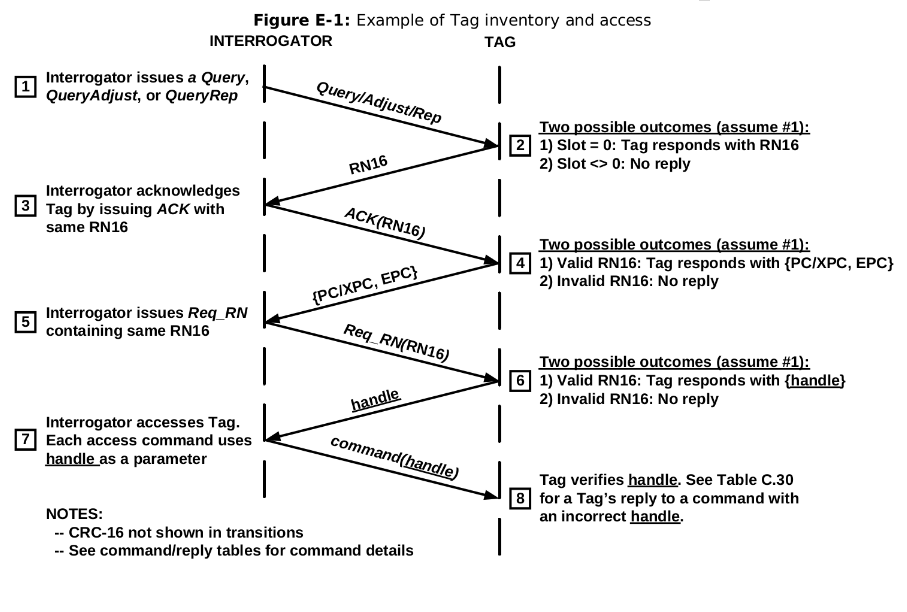 Figure E-1: Example of Tag inventory and access
INTERROGATOR
TAG
1
Interrogator issues a Query,
QueryAdjust, or QueryRep
Query/Adjust/Rep
2
Two possible outcomes (assume #1):
1) Slot = 0: Tag responds with RN16
2) Slot <> 0: No reply
RN16
3
Interrogator acknowledges
Tag by issuing ACK with
same RN16
ACK(RN16)
4
Two possible outcomes (assume #1):
1) Valid RN16: Tag responds with {PC/XPC, EPC}
2) Invalid RN16: No reply
{PC/XPC, EPC}
5
Interrogator issues Req_RN
containing same RN16
Req_RN(RN16)
6
Two possible outcomes (assume #1):
1) Valid RN16: Tag responds with {handle}
2) Invalid RN16: No reply
handle
7
Interrogator accesses Tag.
Each access command uses
handle as a parameter
command(handle)
8
Tag verifies handle. See Table C.30
for a Tag's reply to a command with
an incorrect handle.
NOTES:
-- CRC-16 not shown in transitions
-- See command/reply tables for command details